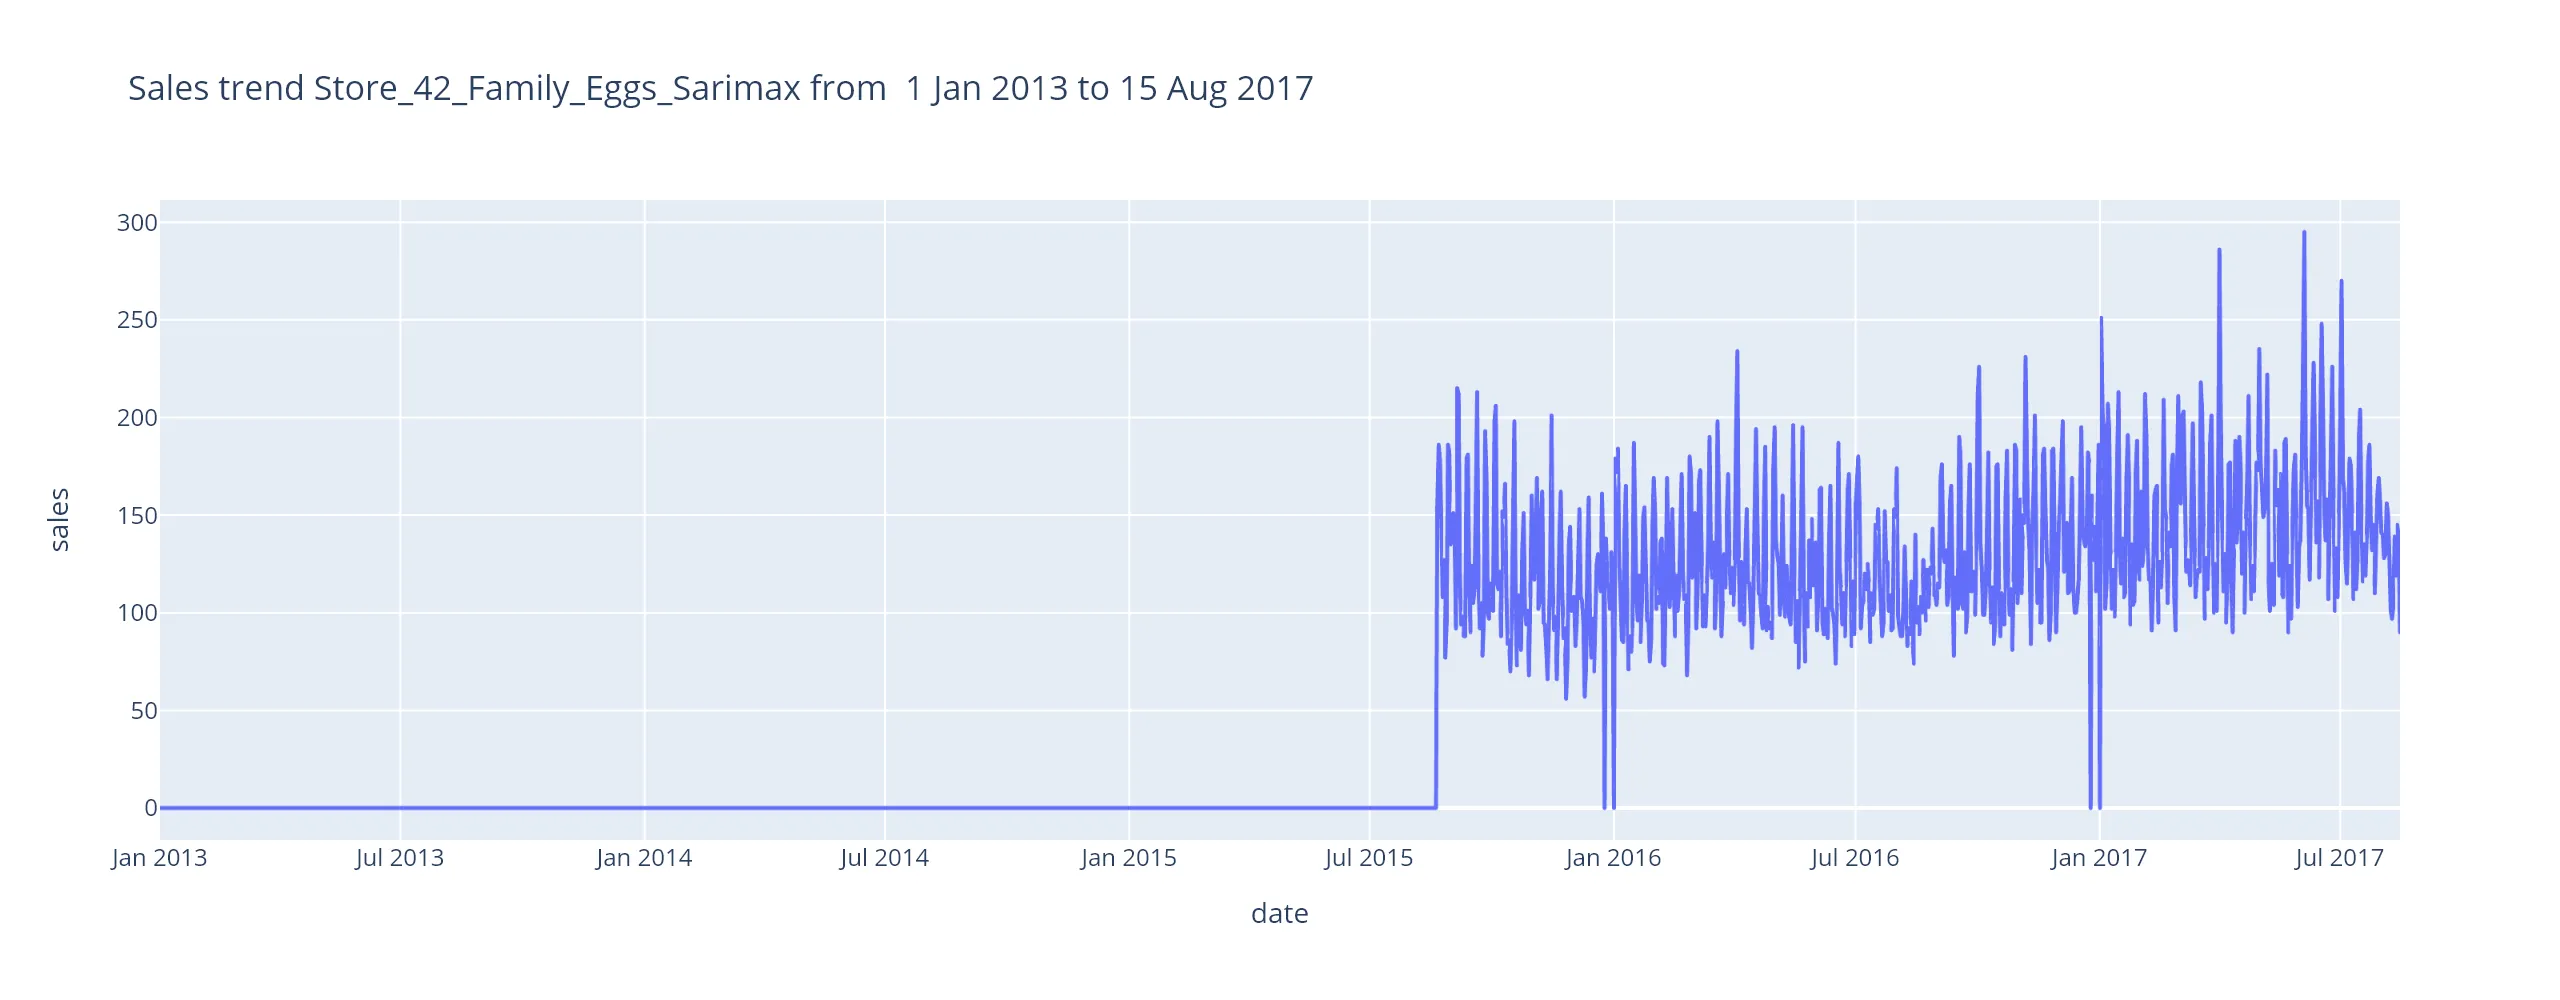 Sales trend Store_42_Family_Eggs_Sarimax from  1 Jan 2013 to 15 Aug 2017
300
250
200
150
100
50
0
sales
Jan 2013 Jul 2013 Jan 2014 Jul 2014 Jan 2015 Jul 2015 Jan 2016 Jul 2016 Jan 2017 Jul 2017
date